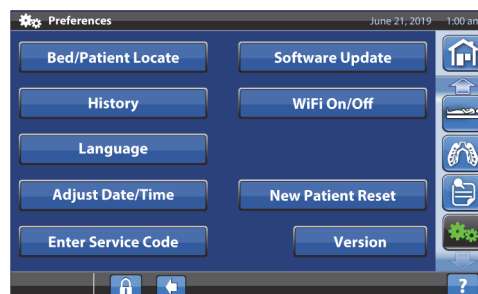 Preferences
June 21, 2019 1:00 am
Bed/Patient Locate
Software Update
History
WiFi On/Off
Language
Adjust Date/Time
New Patient Reset
Enter Service Code
Version
?